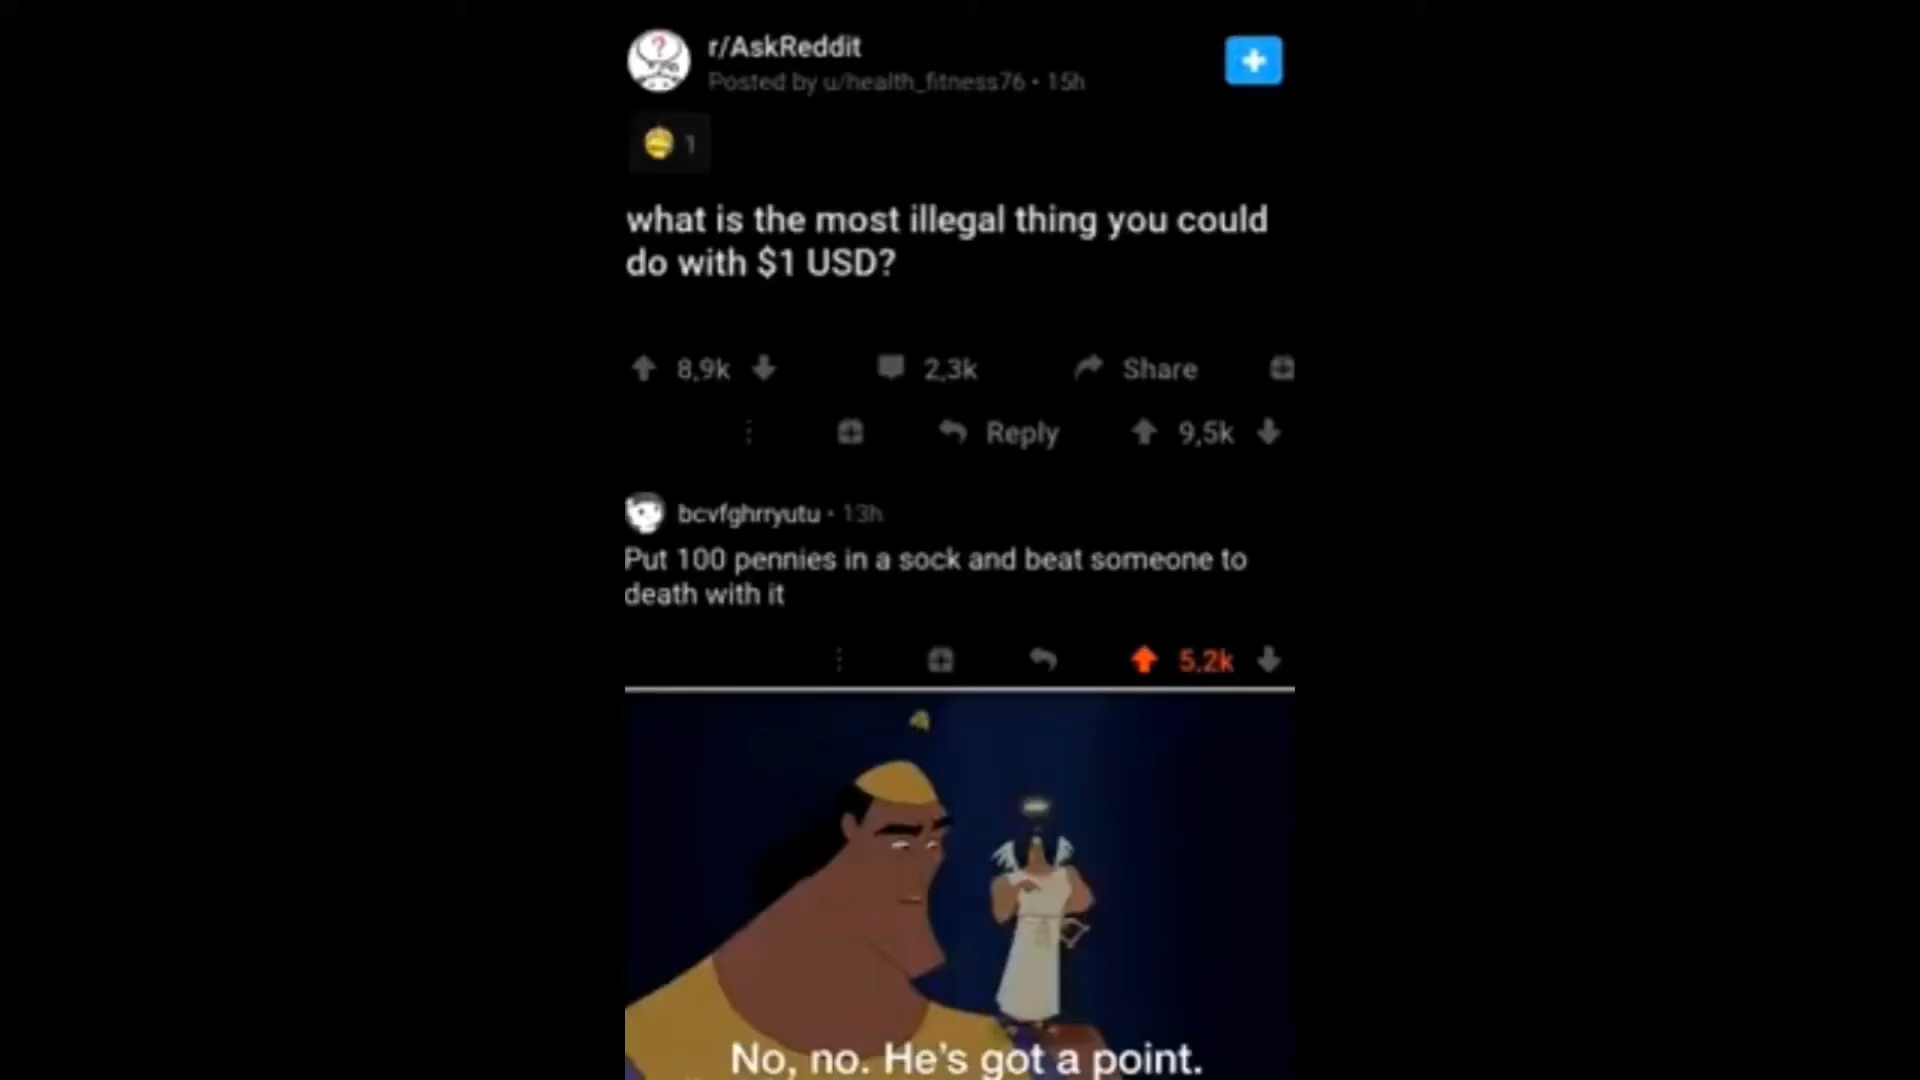 r/AskReddit
Posted by u/health_fitness76 • 15h
1
what is the most illegal thing you could
do with $1 USD?
8,9k
2,3k
Share
Reply
9,5k
bcvfghrryutu • 13h
Put 100 pennies in a sock and beat someone to
death with it
5,2k
No, no. He's got a point.